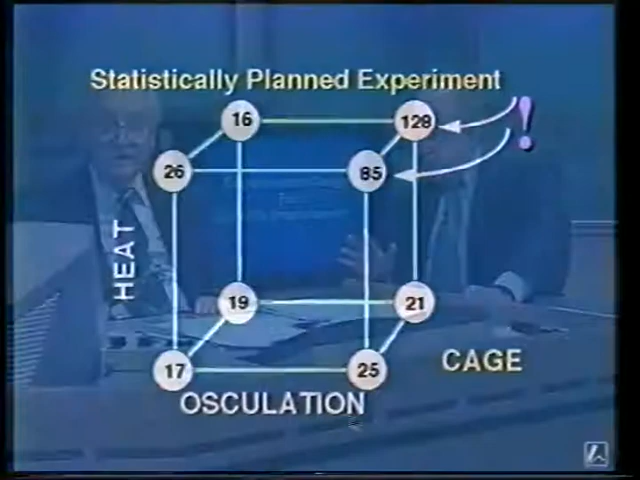 Statistically Planned Experiment
16
128
!
26
85
HEAT
19
21
17
25
CAGE
OSCULATION